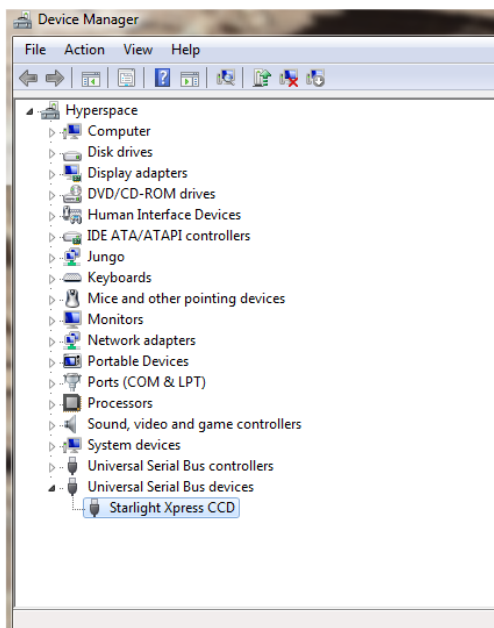 Device Manager
File Action View Help
Hyperspace
Computer
Disk drives
Display adapters
DVD/CD-ROM drives
Human Interface Devices
IDE ATA/ATAPI controllers
Jungo
Keyboards
Mice and other pointing devices
Monitors
Network adapters
Portable Devices
Ports (COM & LPT)
Processors
Sound, video and game controllers
System devices
Universal Serial Bus controllers
Universal Serial Bus devices
Starlight Xpress CCD